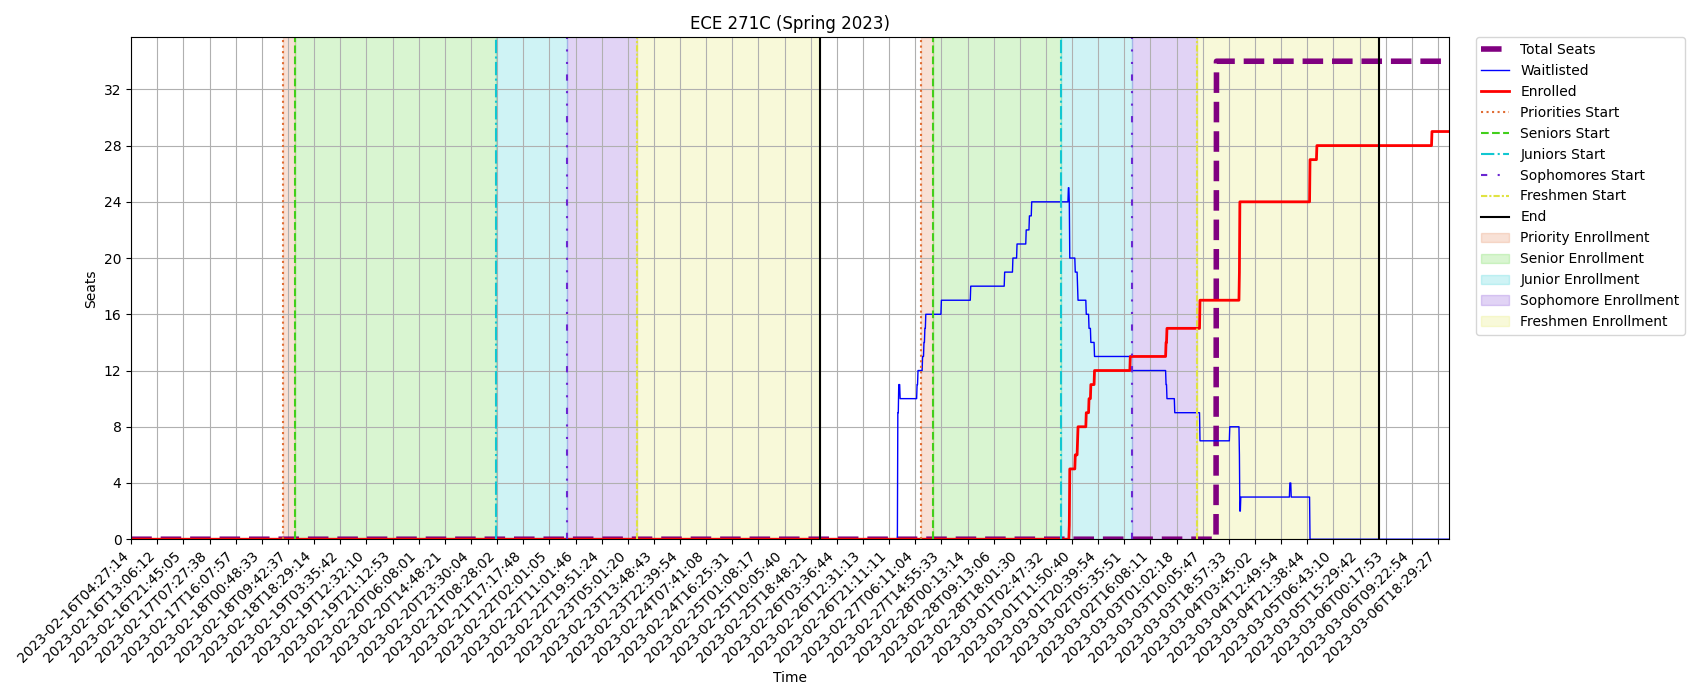 ECE 271C (Spring 2023)
Seats
32
28
24
20
16
12
8
4
0
2023-02-16T04:27:14
2023-02-16T13:06:12
2023-02-16T21:45:05
2023-02-17T07:27:38
2023-02-17T16:07:57
2023-02-18T00:48:33
2023-02-18T09:42:37
2023-02-18T18:29:14
2023-02-19T03:35:42
2023-02-19T12:32:10
2023-02-19T21:12:53
2023-02-20T06:08:01
2023-02-20T14:48:21
2023-02-20T23:30:04
2023-02-21T08:28:02
2023-02-21T17:17:48
2023-02-22T02:01:05
2023-02-22T11:01:46
2023-02-22T19:51:24
2023-02-23T05:01:20
2023-02-23T13:48:43
2023-02-23T22:39:54
2023-02-24T07:41:08
2023-02-24T16:25:31
2023-02-25T01:08:17
2023-02-25T10:05:40
2023-02-25T18:48:21
2023-02-26T03:36:44
2023-02-26T12:31:13
2023-02-26T21:11:11
2023-02-27T06:11:04
2023-02-27T14:55:33
2023-02-28T00:13:14
2023-02-28T09:13:06
2023-02-28T18:01:30
2023-03-01T02:47:32
2023-03-01T11:50:40
2023-03-01T20:39:54
2023-03-02T05:35:51
2023-03-02T16:08:11
2023-03-03T01:02:18
2023-03-03T10:05:47
2023-03-03T18:57:33
2023-03-04T03:45:02
2023-03-04T12:49:54
2023-03-04T21:38:44
2023-03-05T06:43:10
2023-03-05T15:29:42
2023-03-06T00:17:53
2023-03-06T09:22:54
2023-03-06T18:29:27
Time
Total Seats
Waitlisted
Enrolled
Priorities Start
Seniors Start
Juniors Start
Sophomores Start
Freshmen Start
End
Priority Enrollment
Senior Enrollment
Junior Enrollment
Sophomore Enrollment
Freshmen Enrollment